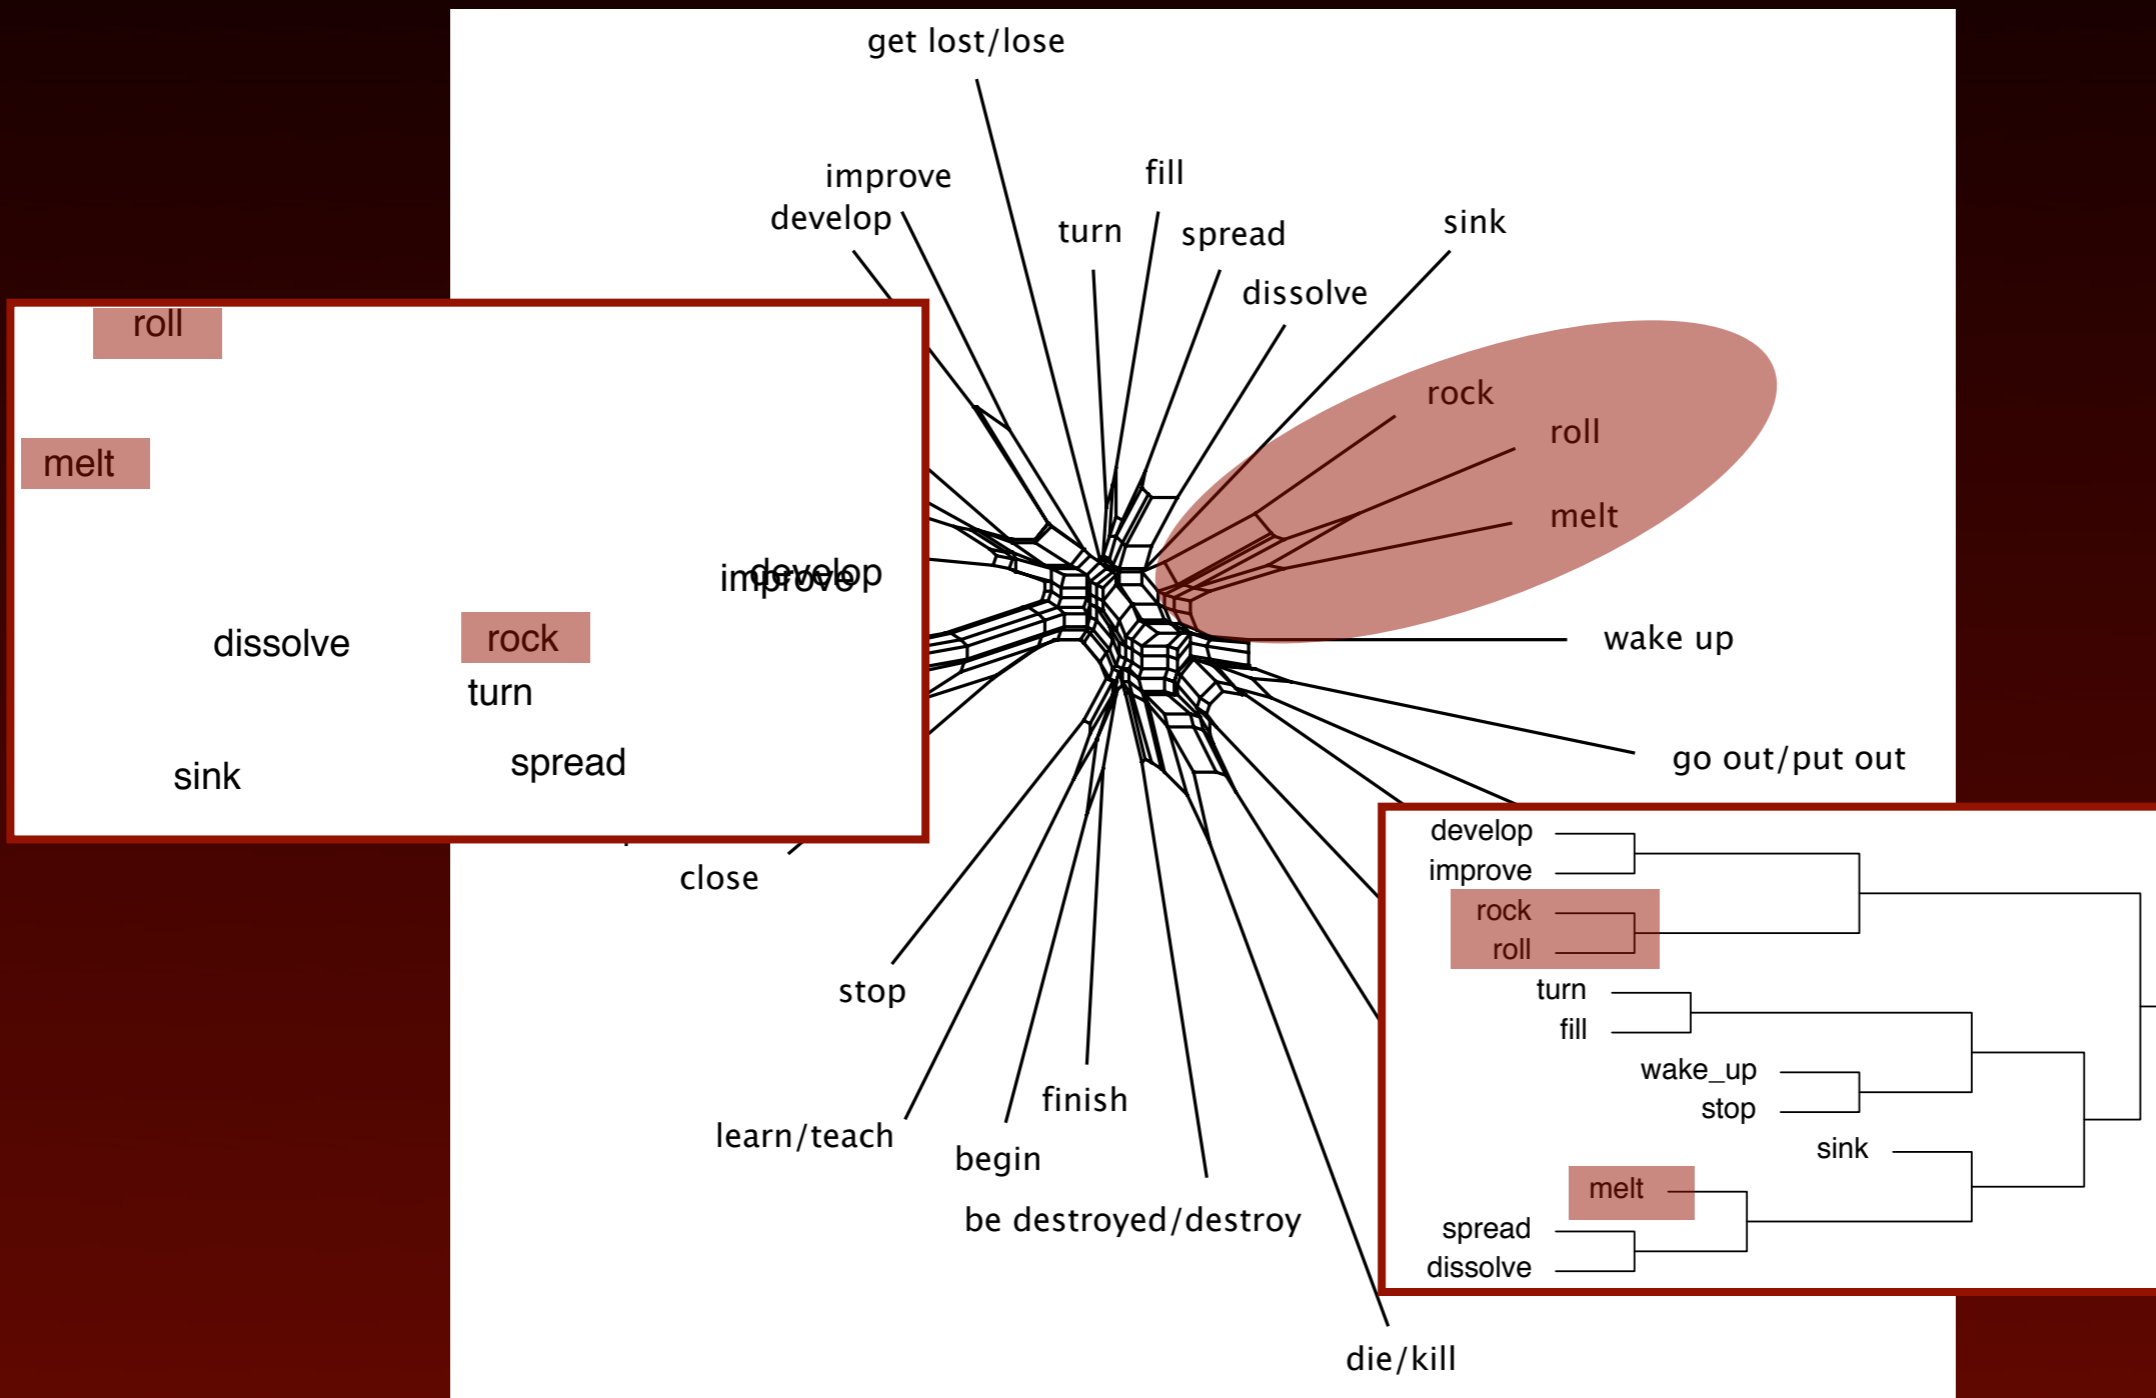 get lost/lose
improve
fill
develop
turn
spread
sink
dissolve
rock
roll
melt
wake up
go out/put out
close
stop
finish
learn/teach
begin
be destroyed/destroy
die/kill
roll
melt
develop
improve
dissolve
rock
turn
spread
sink
develop
improve
rock
roll
turn
fill
wake_up
stop
sink
melt
spread
dissolve